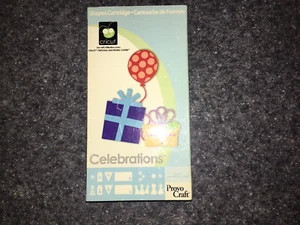 Shapes Cartridge • Cartouche de Formes
cricut
Celebrations
Provo
Craft